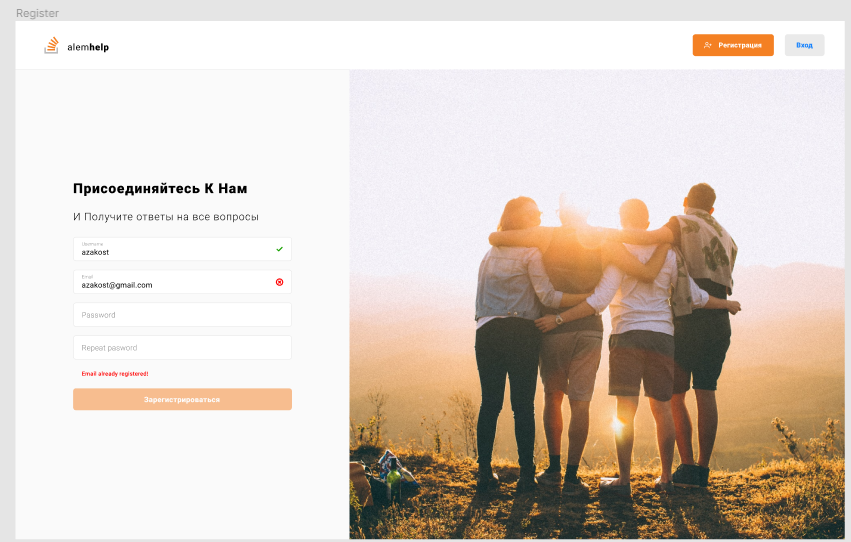 Register
alemhelp
Регистрация
Вход
Присоединяйтесь К Нам
И Получите ответы на все вопросы
Username
azakost
Email
azakost@gmail.com
Password
Repeat pasword
Email already registered!
Зарегистрироваться